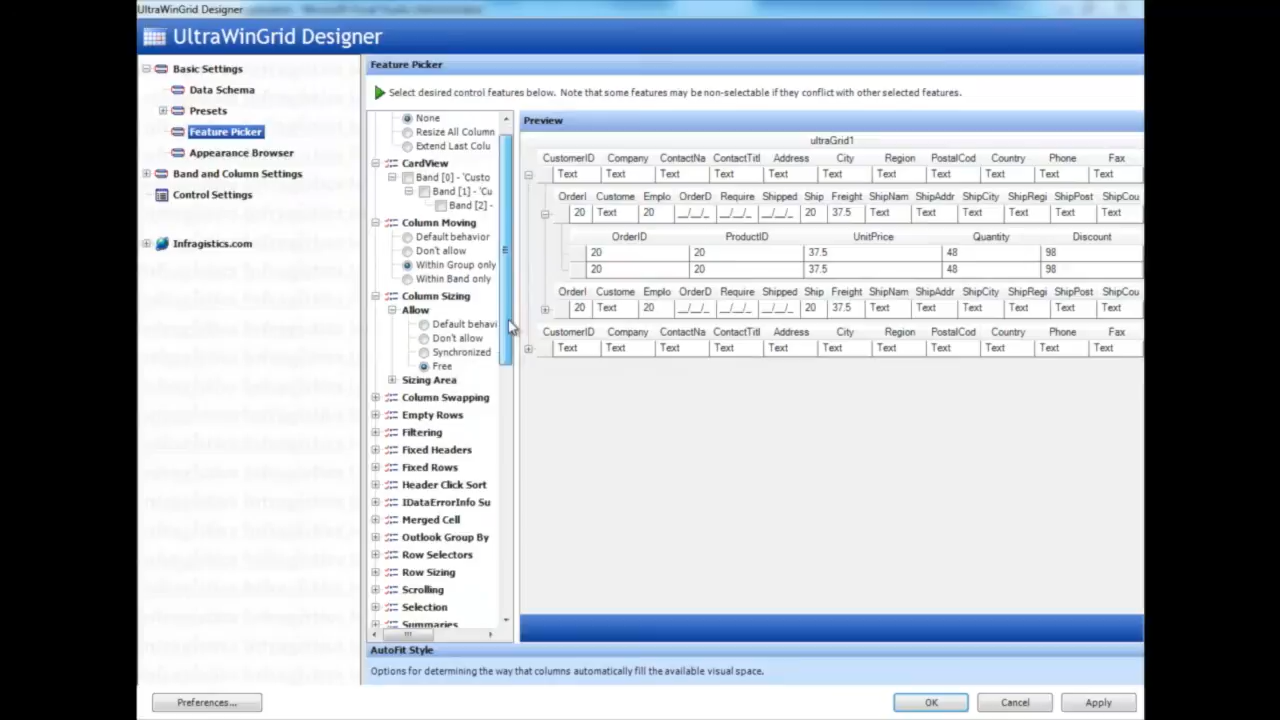 UltraWinGrid Designer
UltraWinGrid Designer
Basic Settings
Data Schema
Presets
Feature Picker
Appearance Browser
Band and Column Settings
Control Settings
Infragistics.com
Feature Picker
Select desired control features below. Note that some features may be non-selectable if they conflict with other selected features.
None
Resize All Column
Extend Last Colu
CardView
Band [0] - 'Custo
Band [1] - 'Cu
Band [2] -
Column Moving
Default behavior
Don't allow
Within Group only
Within Band only
Column Sizing
Allow
Default behavi
Don't allow
Synchronized
Free
Sizing Area
Column Swapping
Empty Rows
Filtering
Fixed Headers
Fixed Rows
Header Click Sort
IDataErrorInfo Su
Merged Cell
Outlook Group By
Row Selectors
Row Sizing
Scrolling
Selection
Summaries
Preview
ultraGrid1
CustomerID Company ContactNa ContactTitl Address City Region PostalCod Country Phone Fax
Text Text Text Text Text Text Text Text Text Text Text
OrderI Custome Emplo OrderD Require Shipped Ship Freight ShipNam ShipAddr ShipCity ShipRegi ShipPost ShipCou
20 Text 20 __/__/_ __/__/_ __/__/_ 20 37.5 Text Text Text Text Text Text
OrderID ProductID UnitPrice Quantity Discount
20 20 37.5 48 98
20 20 37.5 48 98
OrderI Custome Emplo OrderD Require Shipped Ship Freight ShipNam ShipAddr ShipCity ShipRegi ShipPost ShipCou
20 Text 20 __/__/_ __/__/_ __/__/_ 20 37.5 Text Text Text Text Text Text
CustomerID Company ContactNa ContactTitl Address City Region PostalCod Country Phone Fax
Text Text Text Text Text Text Text Text Text Text Text
AutoFit Style
Options for determining the way that columns automatically fill the available visual space.
Preferences... OK Cancel Apply